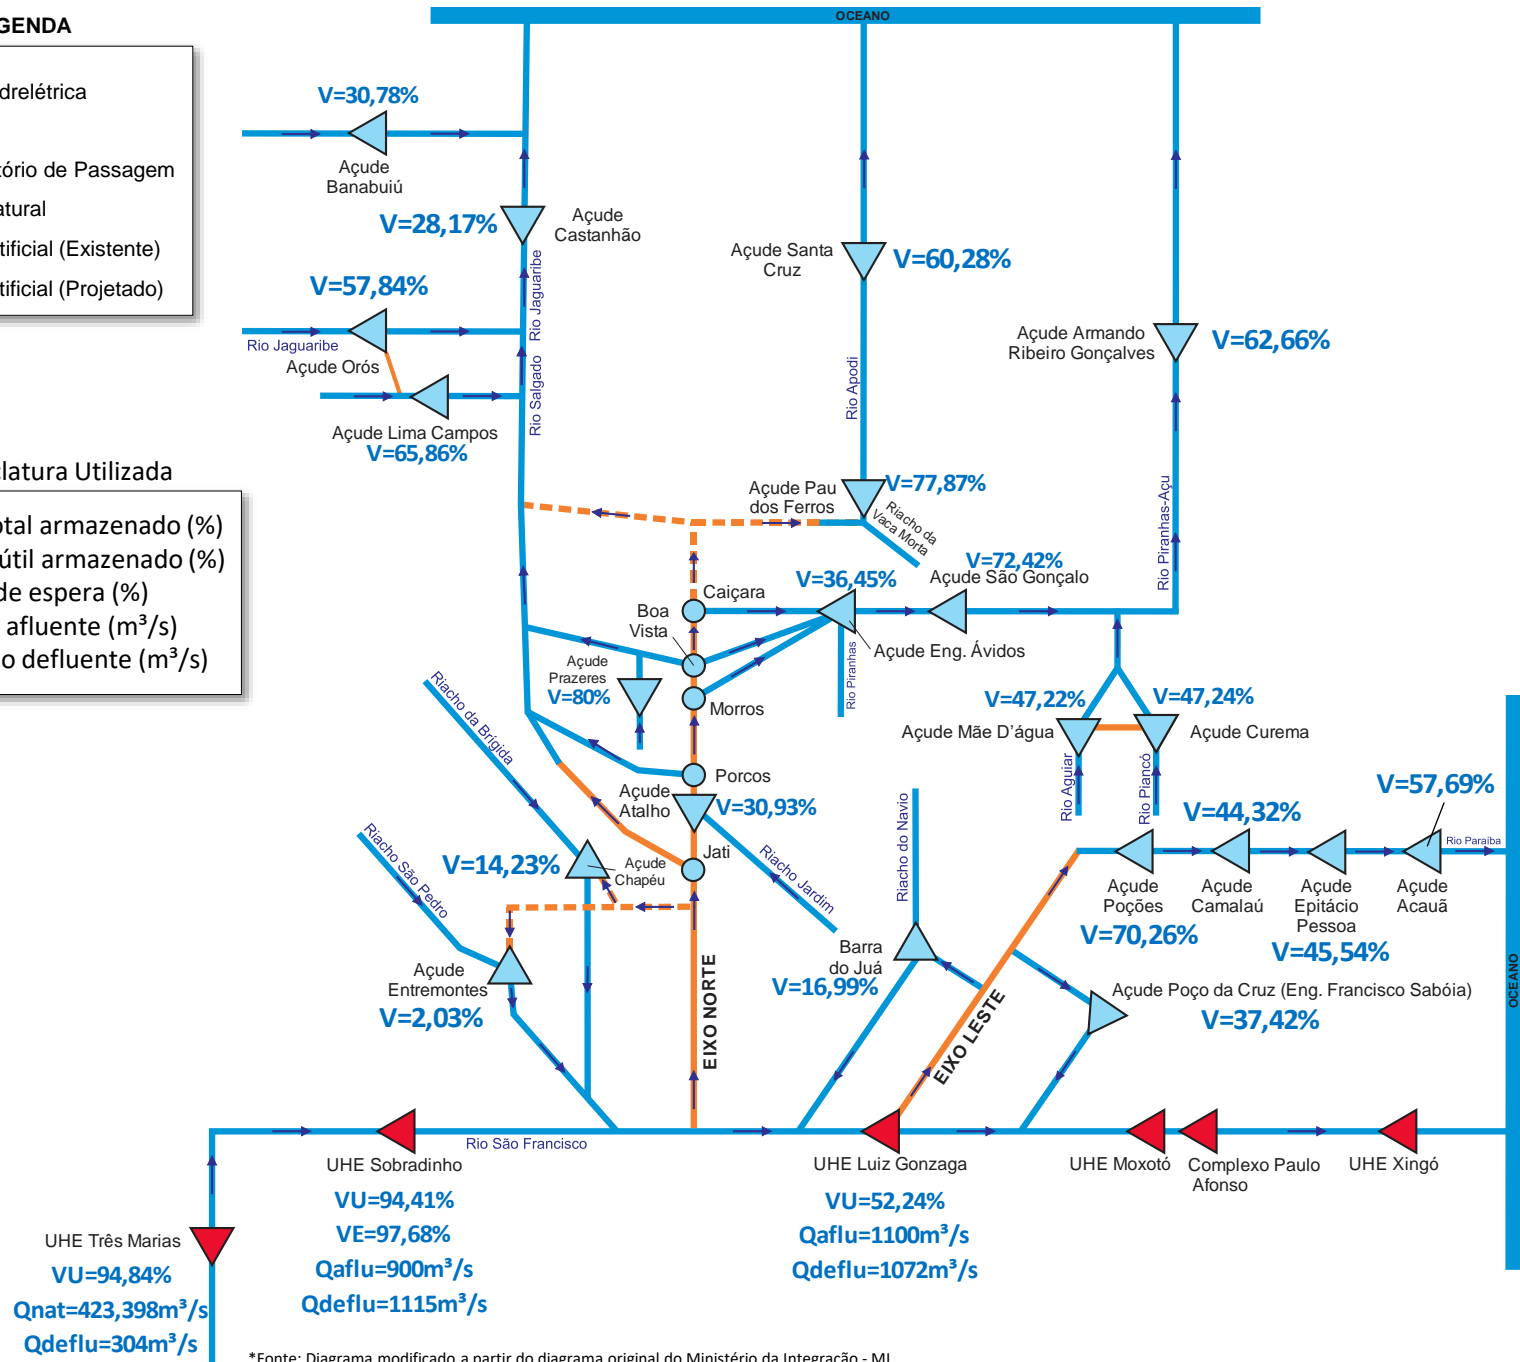 OCEANO
GENDA
drelétrica
tório de Passagem
atural
tificial (Existente)
tificial (Projetado)
clatura Utilizada
otal armazenado (%)
útil armazenado (%)
de espera (%)
afluente (m³/s)
o defluente (m³/s)
V=30,78%
Açude
Banabuiú
V=28,17%
Açude
Castanhão
V=57,84%
Rio Jaguaribe
Açude Orós
Rio Jaguaribe
Rio Salgado
Açude Lima Campos
V=65,86%
Açude Santa
Cruz
V=60,28%
Rio Apodi
Açude Armando
Ribeiro Gonçalves
V=62,66%
Rio Piranhas-Açu
Açude Pau
dos Ferros
V=77,87%
Riacho da
Vaca Morta
V=72,42%
Açude São Gonçalo
V=36,45%
Caiçara
Boa
Vista
Açude Eng. Ávidos
Rio Piranhas
Açude
Prazeres
V=80%
Morros
Riacho da Brígida
V=47,22%
V=47,24%
Açude Mãe D'água
Açude Curema
Rio Aguiar
Rio Piancó
Porcos
Açude
Atalho
V=30,93%
V=57,69%
V=44,32%
Rio Paraíba
Riacho São Pedro
V=14,23%
Açude
Chapéu
Jati
Riacho Jardim
Riacho do Navio
Açude
Poções
Açude
Camalaú
Açude
Epitácio
Pessoa
Açude
Acauã
V=70,26%
V=45,54%
Açude
Entremontes
V=2,03%
EIXO NORTE
Barra
do Juá
V=16,99%
EIXO LESTE
Açude Poço da Cruz (Eng. Francisco Sabóia)
V=37,42%
OCEANO
Rio São Francisco
UHE Sobradinho
VU=94,41%
VE=97,68%
Qaflu=900m³/s
Qdeflu=1115m³/s
UHE Luiz Gonzaga
VU=52,24%
Qaflu=1100m³/s
Qdeflu=1072m³/s
UHE Moxotó
Complexo Paulo
Afonso
UHE Xingó
UHE Três Marias
VU=94,84%
Qnat=423,398m³/s
Qdeflu=304m³/s
*Fonte: Diagrama modificado a partir do diagrama original do Ministério da Integração - MI